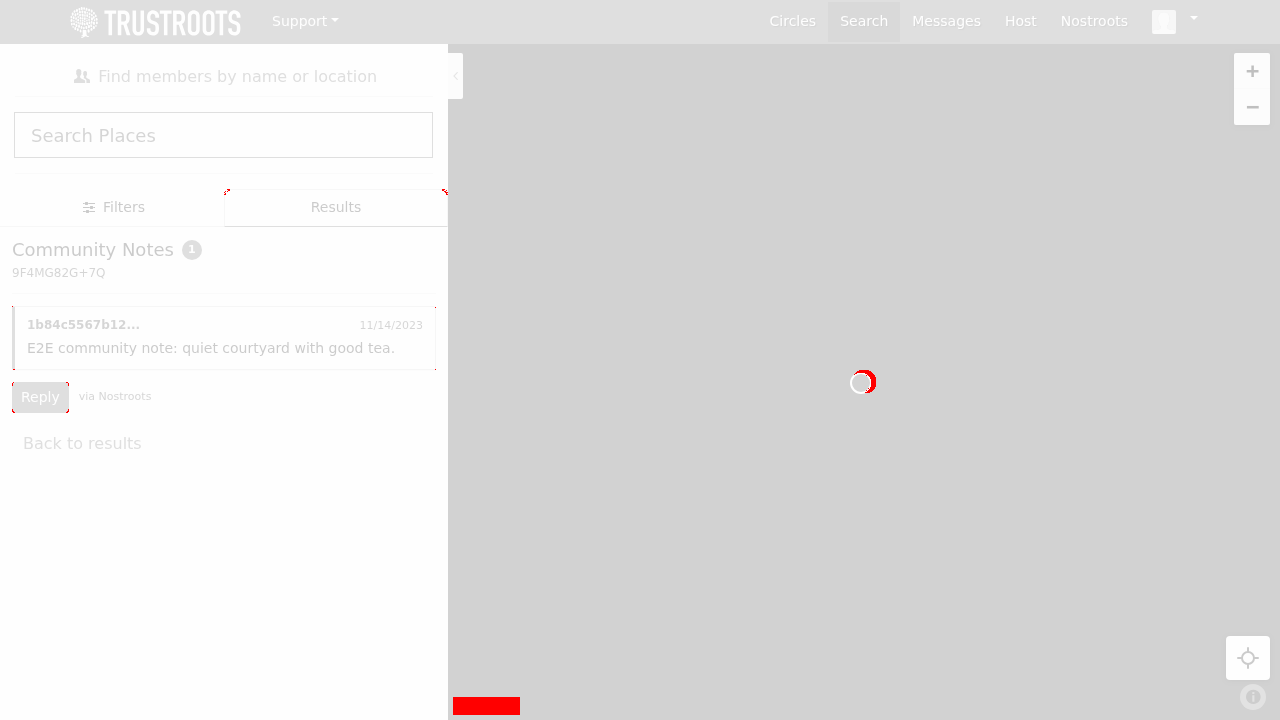 TRUSTROOTS
Support
Circles
Search
Messages
Host
Nostroots
Find members by name or location
Search Places
Filters
Results
Community Notes 1
9F4MG82G+7Q
1b84c5567b12...
11/14/2023
E2E community note: quiet courtyard with good tea.
Reply
via Nostroots
Back to results
+
−